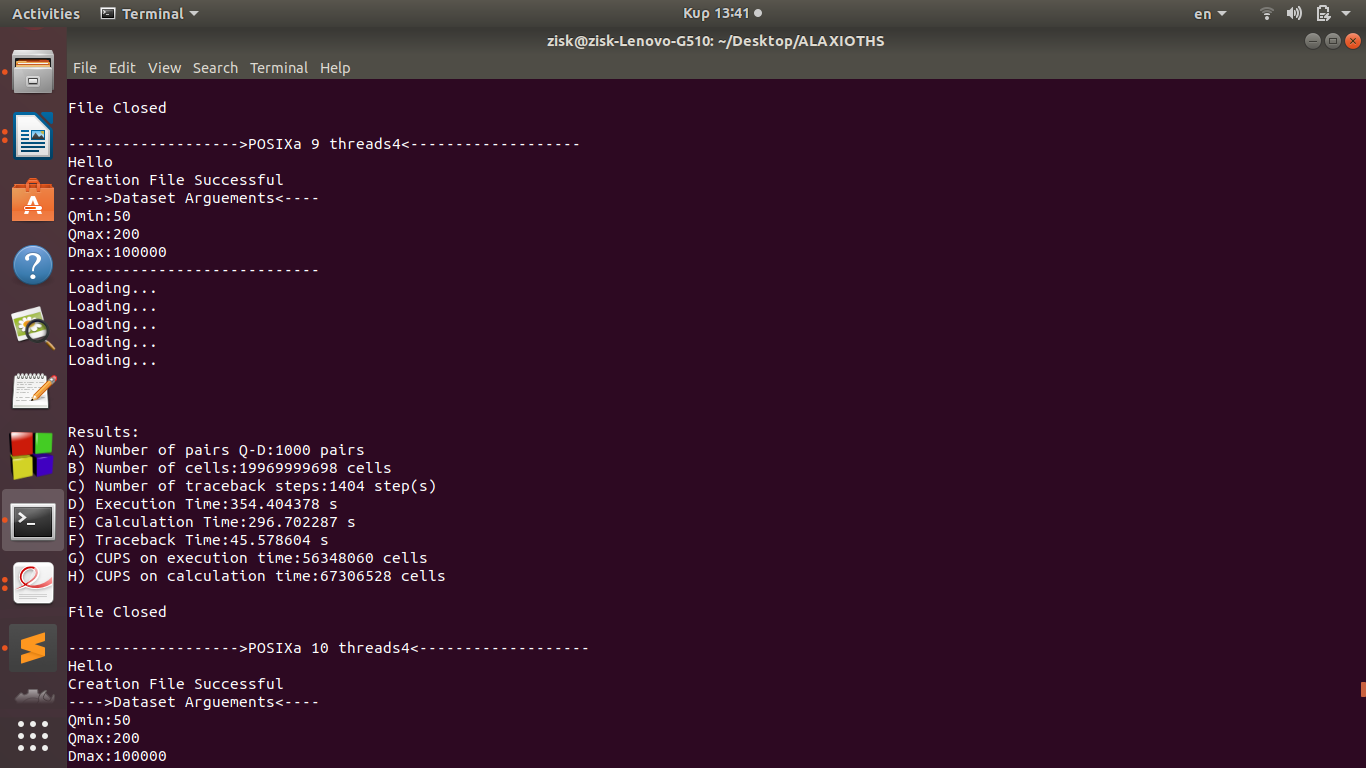 Activities Terminal Κυρ 13:41 en
zisk@zisk-Lenovo-G510: ~/Desktop/ALAXIOTHS
File Edit View Search Terminal Help
File Closed
------------------->POSIXa 9 threads4<-------------------
Hello
Creation File Successful
---->Dataset Arguements<----
Qmin:50
Qmax:200
Dmax:100000
----------------------------
Loading...
Loading...
Loading...
Loading...
Loading...
Results:
A) Number of pairs Q-D:1000 pairs
B) Number of cells:19969999698 cells
C) Number of traceback steps:1404 step(s)
D) Execution Time:354.404378 s
E) Calculation Time:296.702287 s
F) Traceback Time:45.578604 s
G) CUPS on execution time:56348060 cells
H) CUPS on calculation time:67306528 cells
File Closed
------------------->POSIXa 10 threads4<-------------------
Hello
Creation File Successful
---->Dataset Arguements<----
Qmin:50
Qmax:200
Dmax:100000